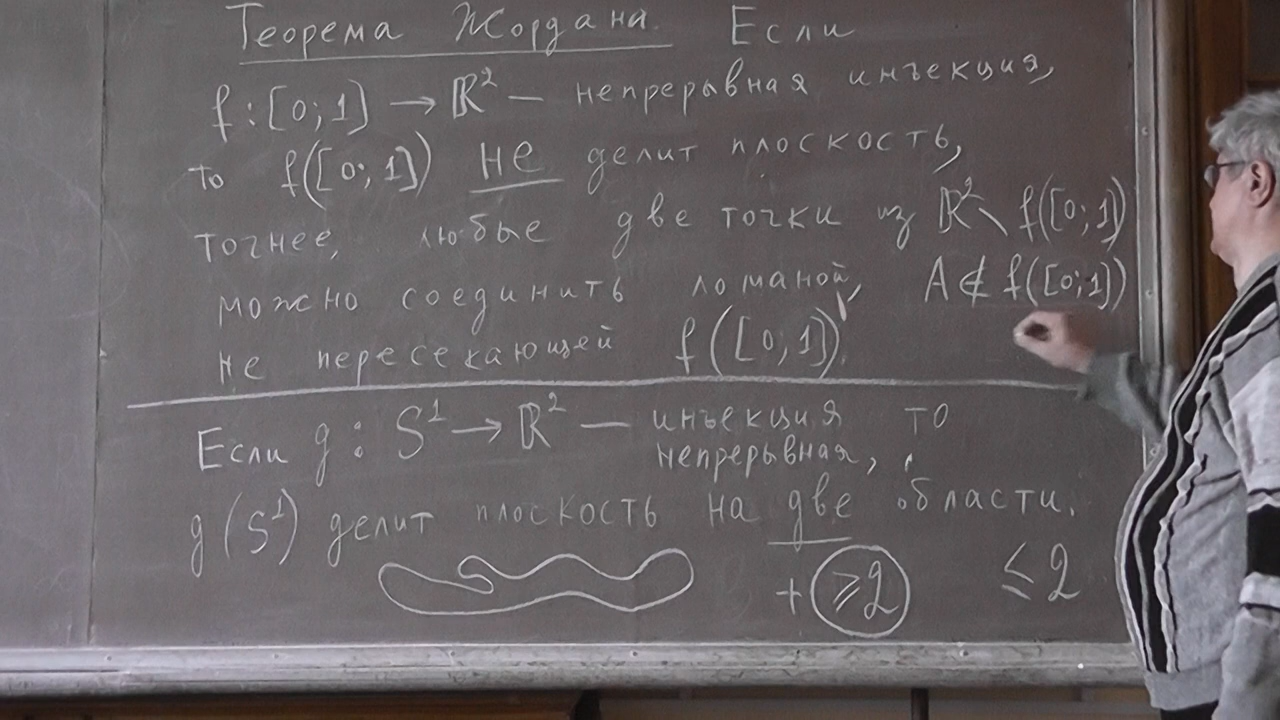 Теорема Жордана. Если
f : [0; 1] → ℝ² — непрерывная инъекция,
то f([0; 1]) не делит плоскость,
точнее, любые две точки из ℝ² \ f([0; 1])
можно соединить ломаной, A ∉ f([0; 1])
не пересекающей f([0; 1]).
Если g : S¹ → ℝ² — инъекция то
непрерывная,
g(S¹) делит плоскость на две области.
+ ≥2 ≤2